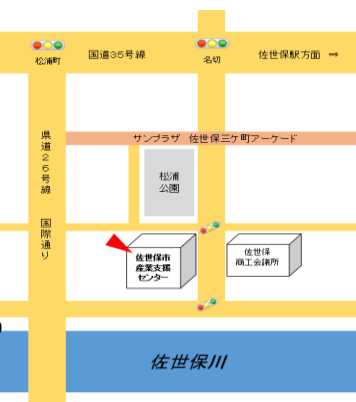 国道35号線
佐世保駅方面 →
松浦町
名切
サンプラザ 佐世保三ケ町アーケード
県道26号線 国際通り
松浦
公園
佐世保市
産業支援
センター
佐世保
商工会議所
佐世保川